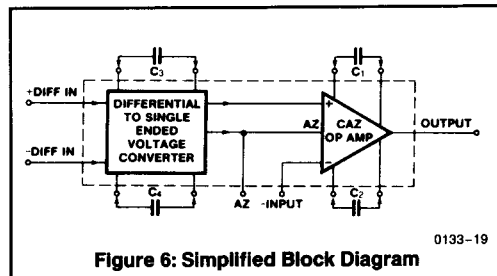 C3
C1
+DIFF IN
-DIFF IN
DIFFERENTIAL
TO SINGLE
ENDED
VOLTAGE
CONVERTER
+
AZ
CAZ
OP AMP
-
OUTPUT
C4
AZ
-INPUT
C2
0133-19
Figure 6: Simplified Block Diagram